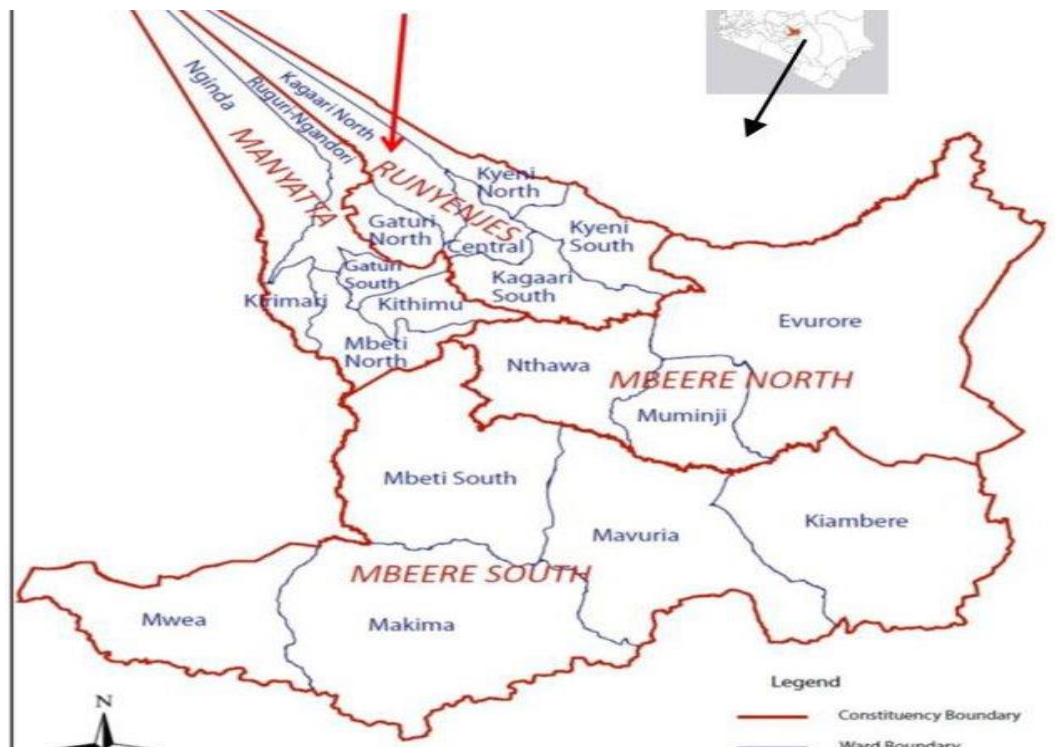 Nginda
Ruguri-Ngandori
Kagaari North
MANYATTA
RUNYENJES
Kyeni
North
Gaturi
North
Central
Kyeni
South
Gaturi
South
Kagaari
South
Kirimari
Kithimu
Mbeti
North
Evurore
Nthawa
MBEERE NORTH
Muminji
Mbeti South
Mavuria
Kiambere
MBEERE SOUTH
Mwea
Makima
N
Legend
Constituency Boundary
Ward Boundary